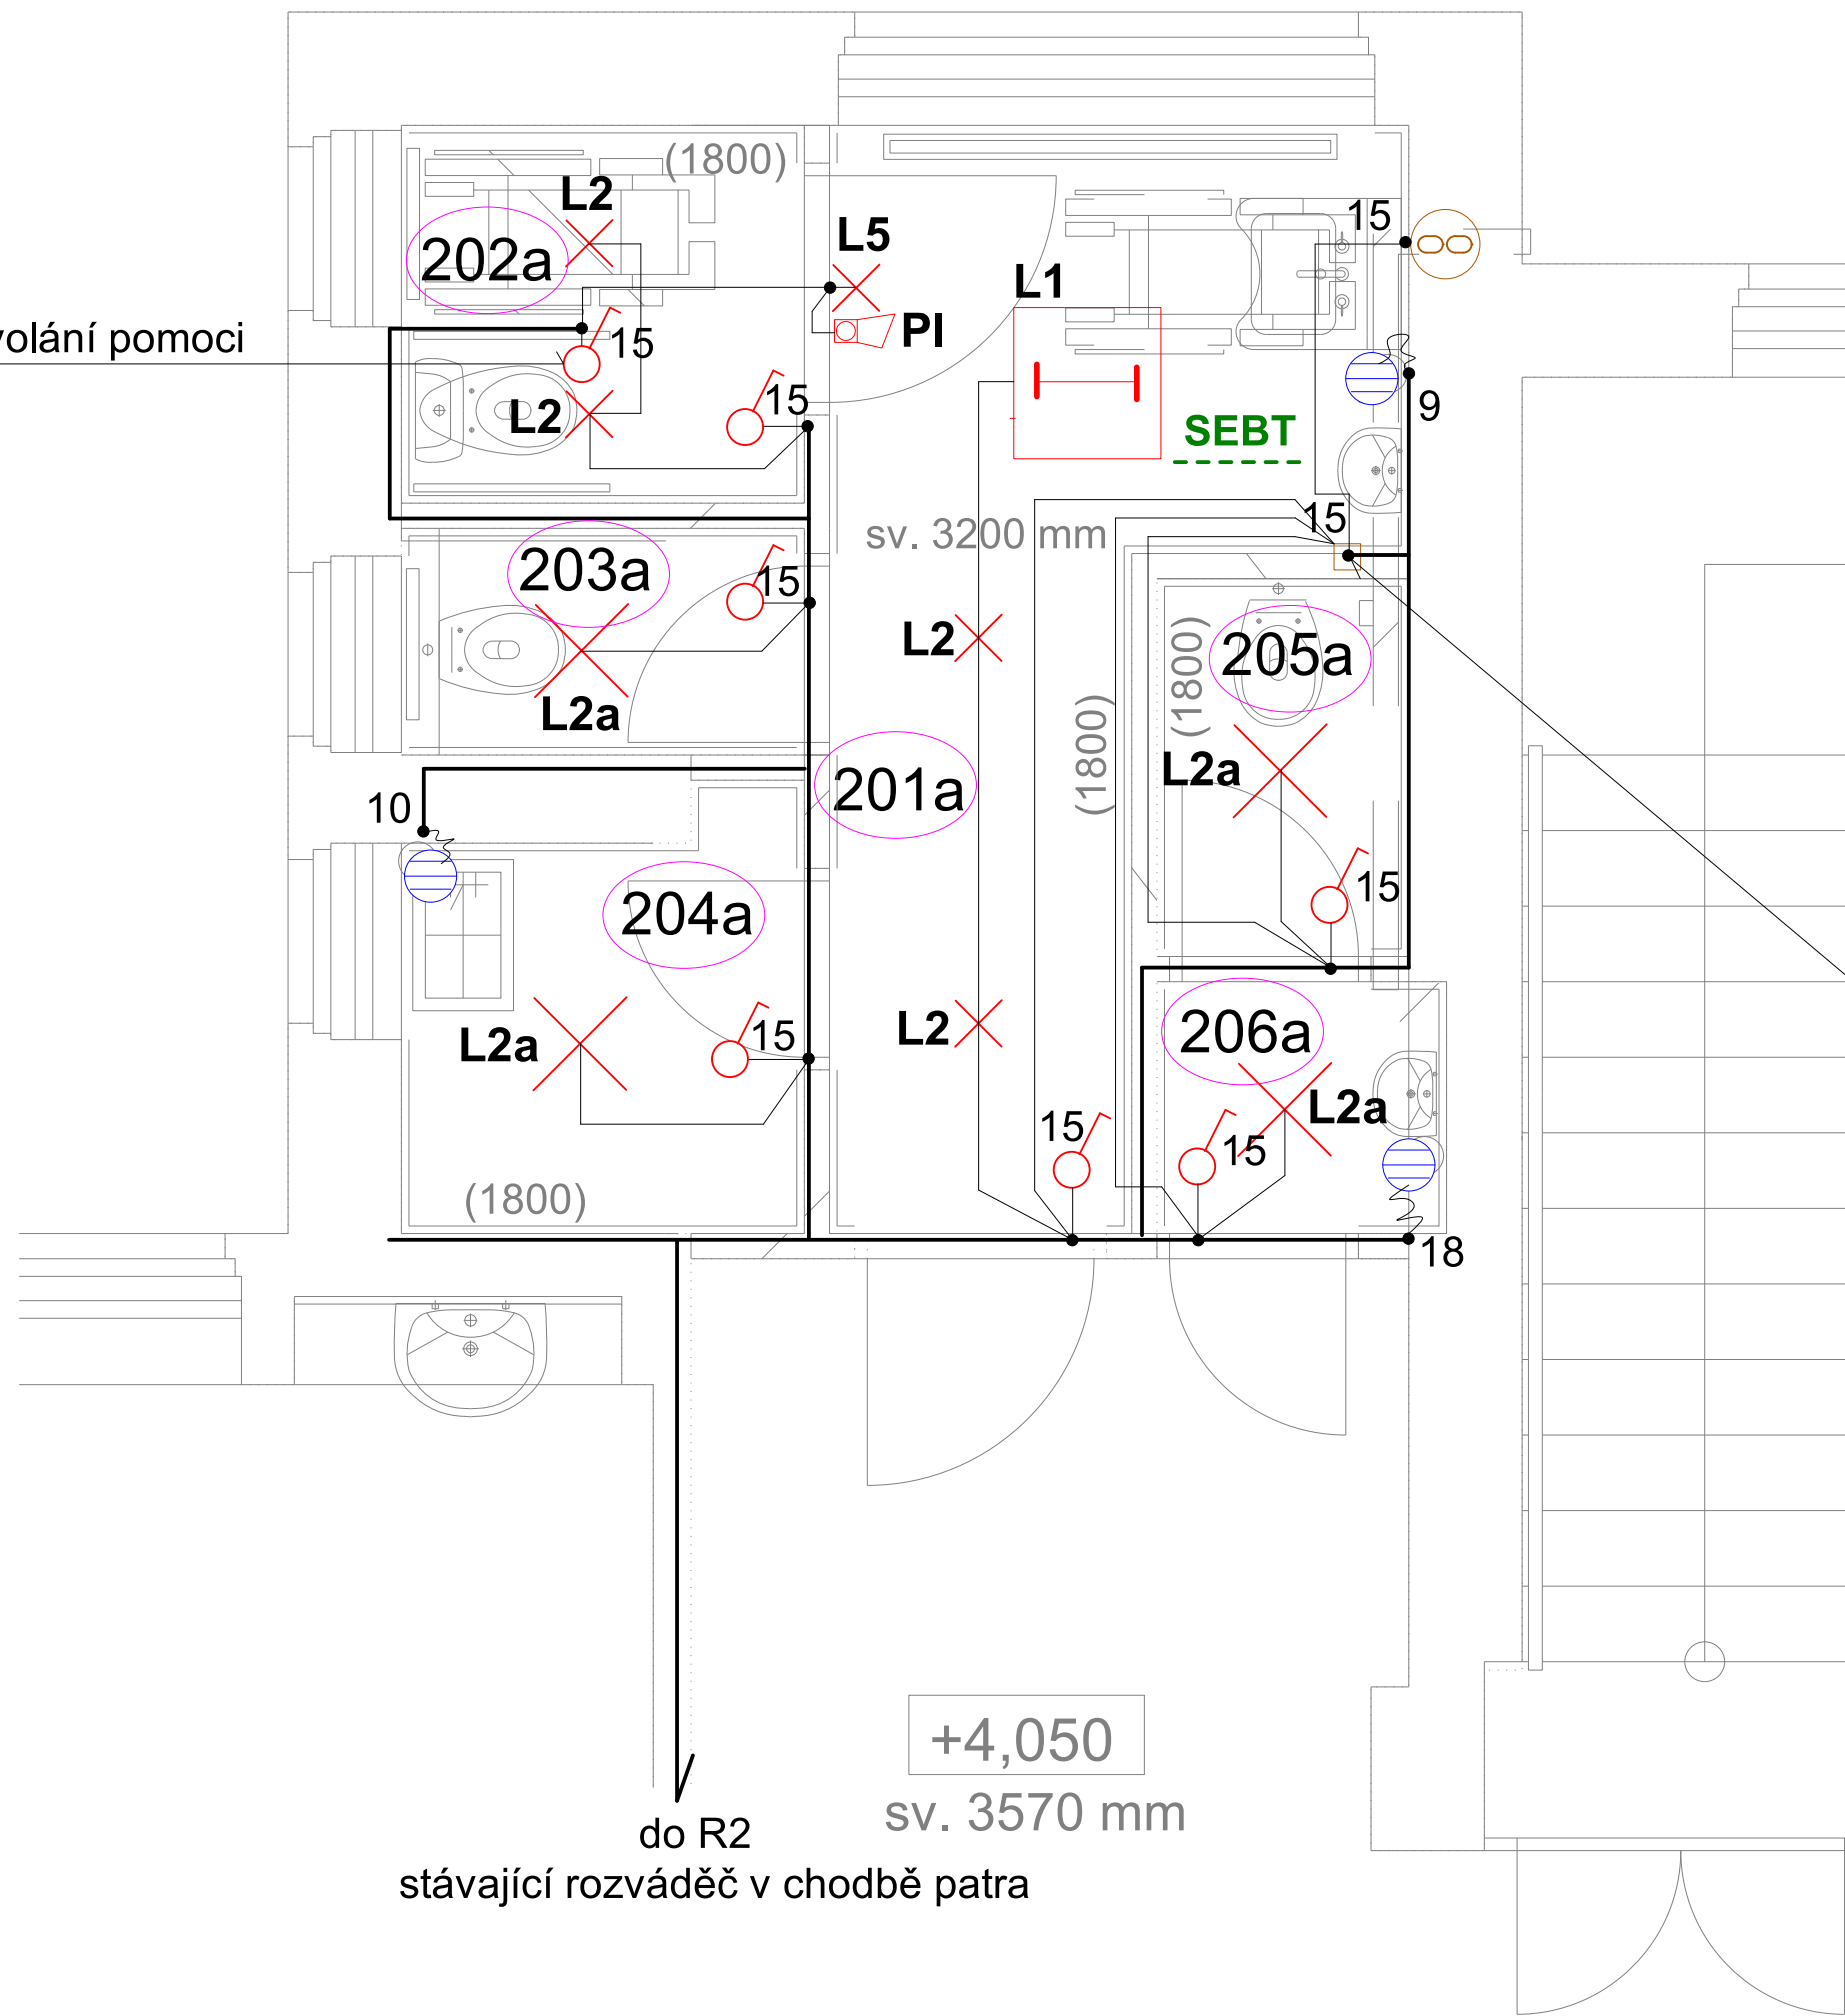 (1800)
L2
202a
L5
15
L1
volání pomoci
15
PI
15
9
L2
SEBT
15
sv. 3200 mm
203a
15
L2
205a
(1800)
L2a
(1800)
L2a
201a
10
15
204a
L2
206a
L2a
15
L2a
15
15
(1800)
18
+4,050
sv. 3570 mm
do R2
stávající rozváděč v chodbě patra